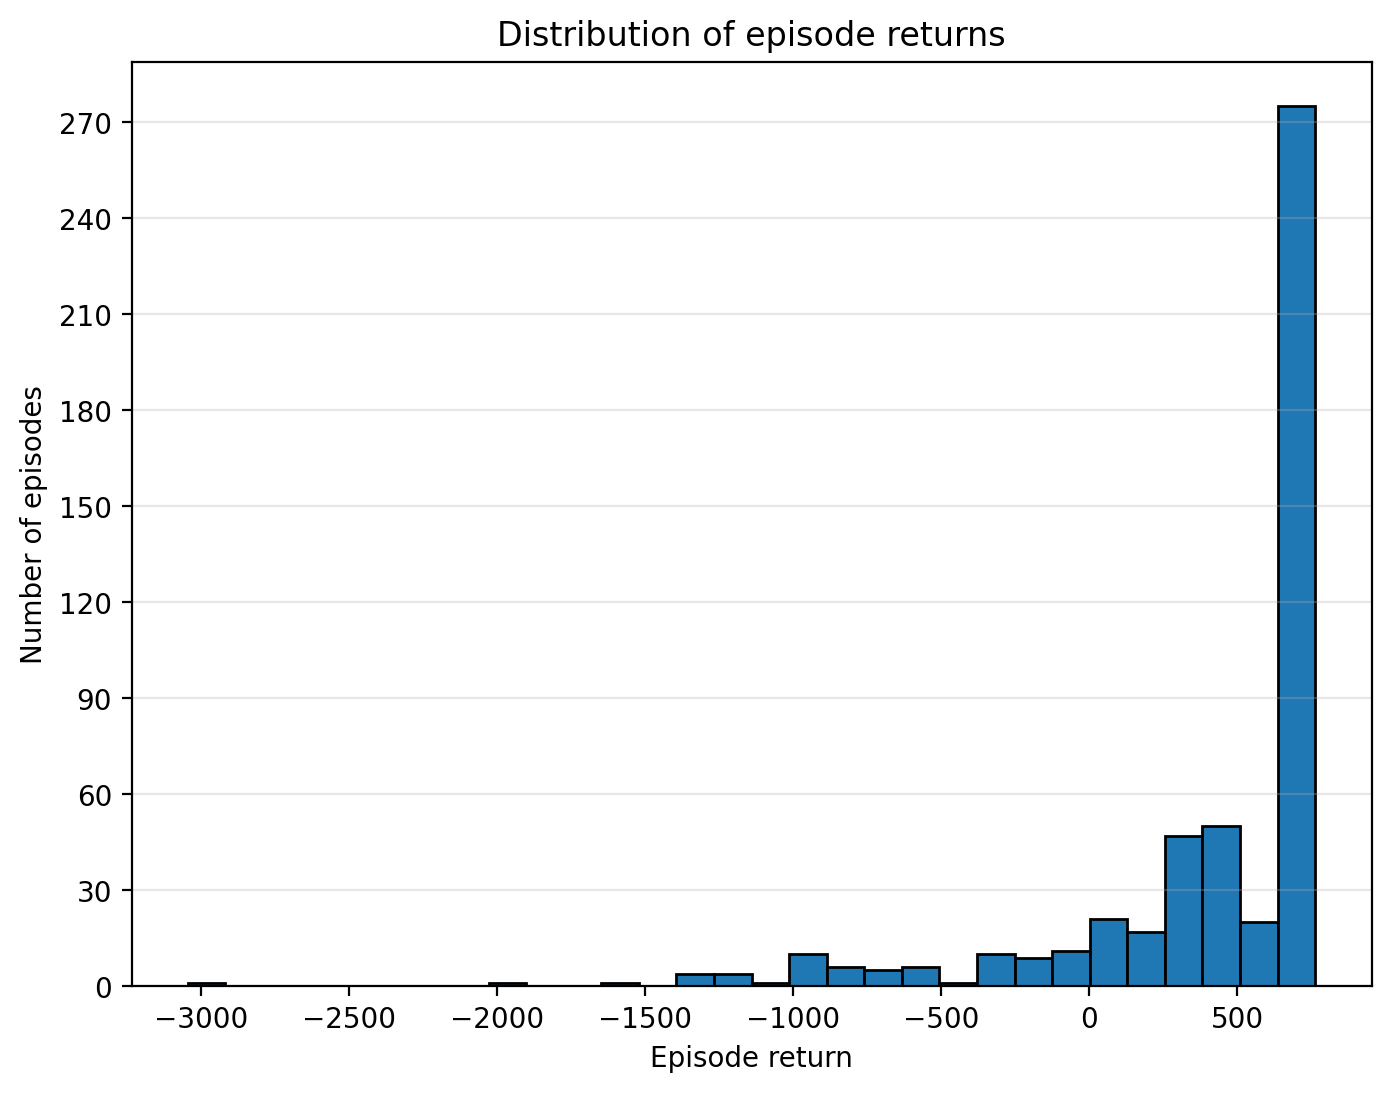 Distribution of episode returns
270
240
210
180
150
120
90
60
30
0
Number of episodes
−3000 −2500 −2000 −1500 −1000 −500 0 500
Episode return